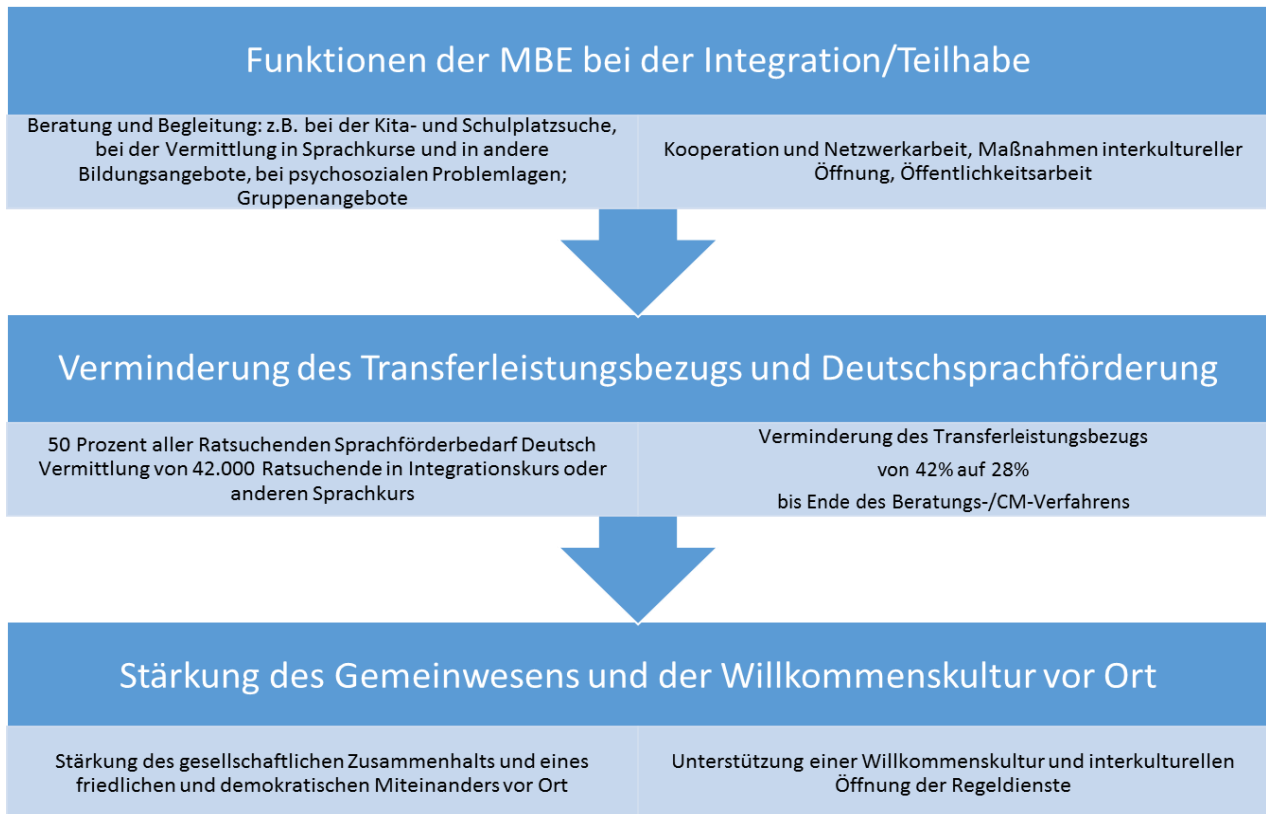 Funktionen der MBE bei der Integration/Teilhabe
Beratung und Begleitung: z.B. bei der Kita- und Schulplatzsuche,
bei der Vermittlung in Sprachkurse und in andere
Bildungsangebote, bei psychosozialen Problemlagen;
Gruppenangebote
Kooperation und Netzwerkarbeit, Maßnahmen interkultureller
Öffnung, Öffentlichkeitsarbeit
Verminderung des Transferleistungsbezugs und Deutschsprachförderung
50 Prozent aller Ratsuchenden Sprachförderbedarf Deutsch
Vermittlung von 42.000 Ratsuchende in Integrationskurs oder
anderen Sprachkurs
Verminderung des Transferleistungsbezugs
von 42% auf 28%
bis Ende des Beratungs-/CM-Verfahrens
Stärkung des Gemeinwesens und der Willkommenskultur vor Ort
Stärkung des gesellschaftlichen Zusammenhalts und eines
friedlichen und demokratischen Miteinanders vor Ort
Unterstützung einer Willkommenskultur und interkulturellen
Öffnung der Regeldienste